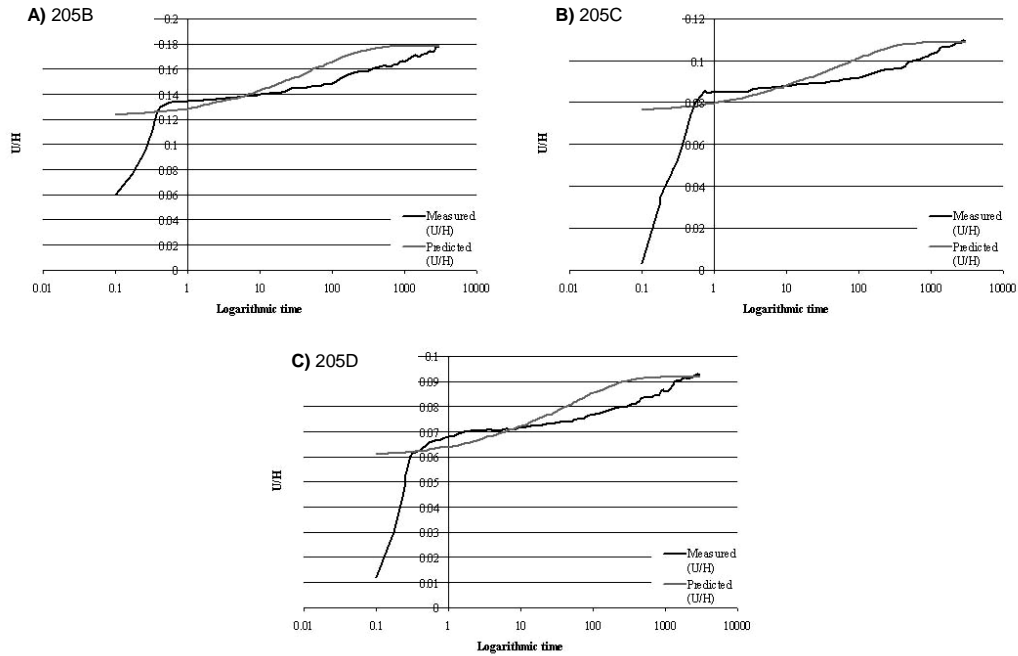 A) 205B
0.2
0.18
0.16
0.14
0.12
0.1
0.08
0.06
0.04
0.02
0
U/H
Measured
(U/H)
Predicted
(U/H)
0.01 0.1 1 10 100 1000 10000
Logarithmic time
B) 205C
0.12
0.1
0.08
0.06
0.04
0.02
0
U/H
Measured
(U/H)
Predicted
(U/H)
0.01 0.1 1 10 100 1000 10000
Logarithmic time
C) 205D
0.1
0.09
0.08
0.07
0.06
0.05
0.04
0.03
0.02
0.01
0
U/H
Measured
(U/H)
Predicted
(U/H)
0.01 0.1 1 10 100 1000 10000
Logarithmic time